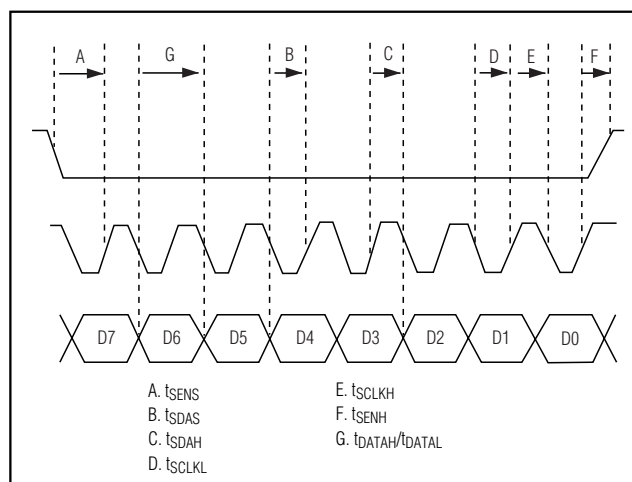 A G B C D E F
D7 D6 D5 D4 D3 D2 D1 D0
A. tSENS
B. tSDAS
C. tSDAH
D. tSCLKL
E. tSCLKH
F. tSENH
G. tDATAH/tDATAL